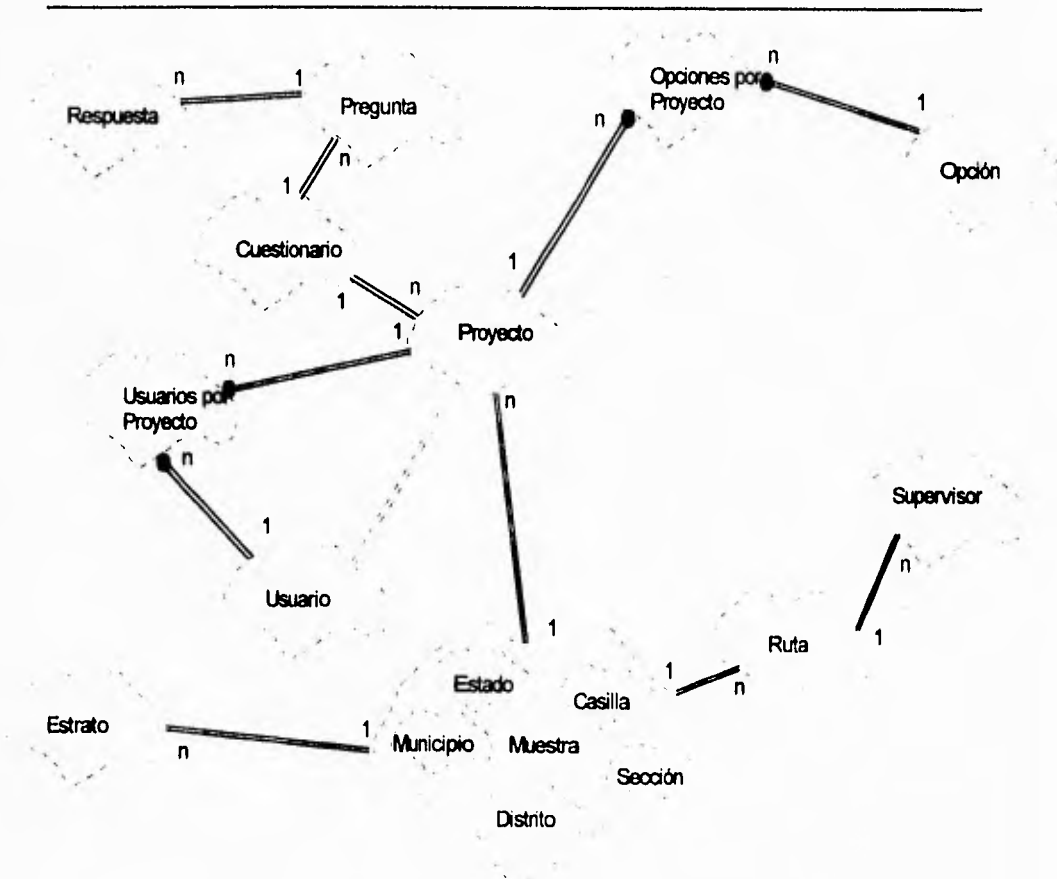 n
1
Respuesta
Pregunta
n
1
Cuestionario
1
n
Opciones por
Proyecto
n
n
1
Opción
1
Proyecto
1
n
Usuarios por
Proyecto
n
1
Usuario
n
1
Supervisor
n
1
Ruta
1
n
Estado
Casilla
Estrato
n
1
Municipio
Muestra
Sección
Distrito